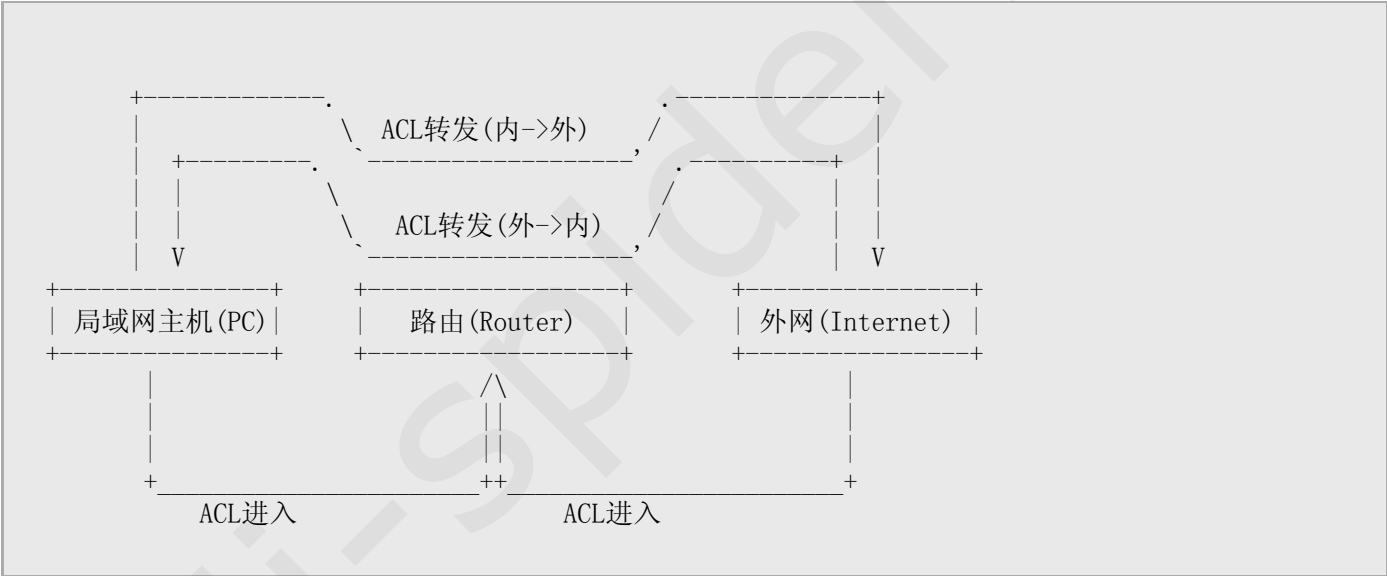 ACL转发(内->外)
ACL转发(外->内)
V V
局域网主机(PC) 路由(Router) 外网(Internet)
ACL进入 ACL进入